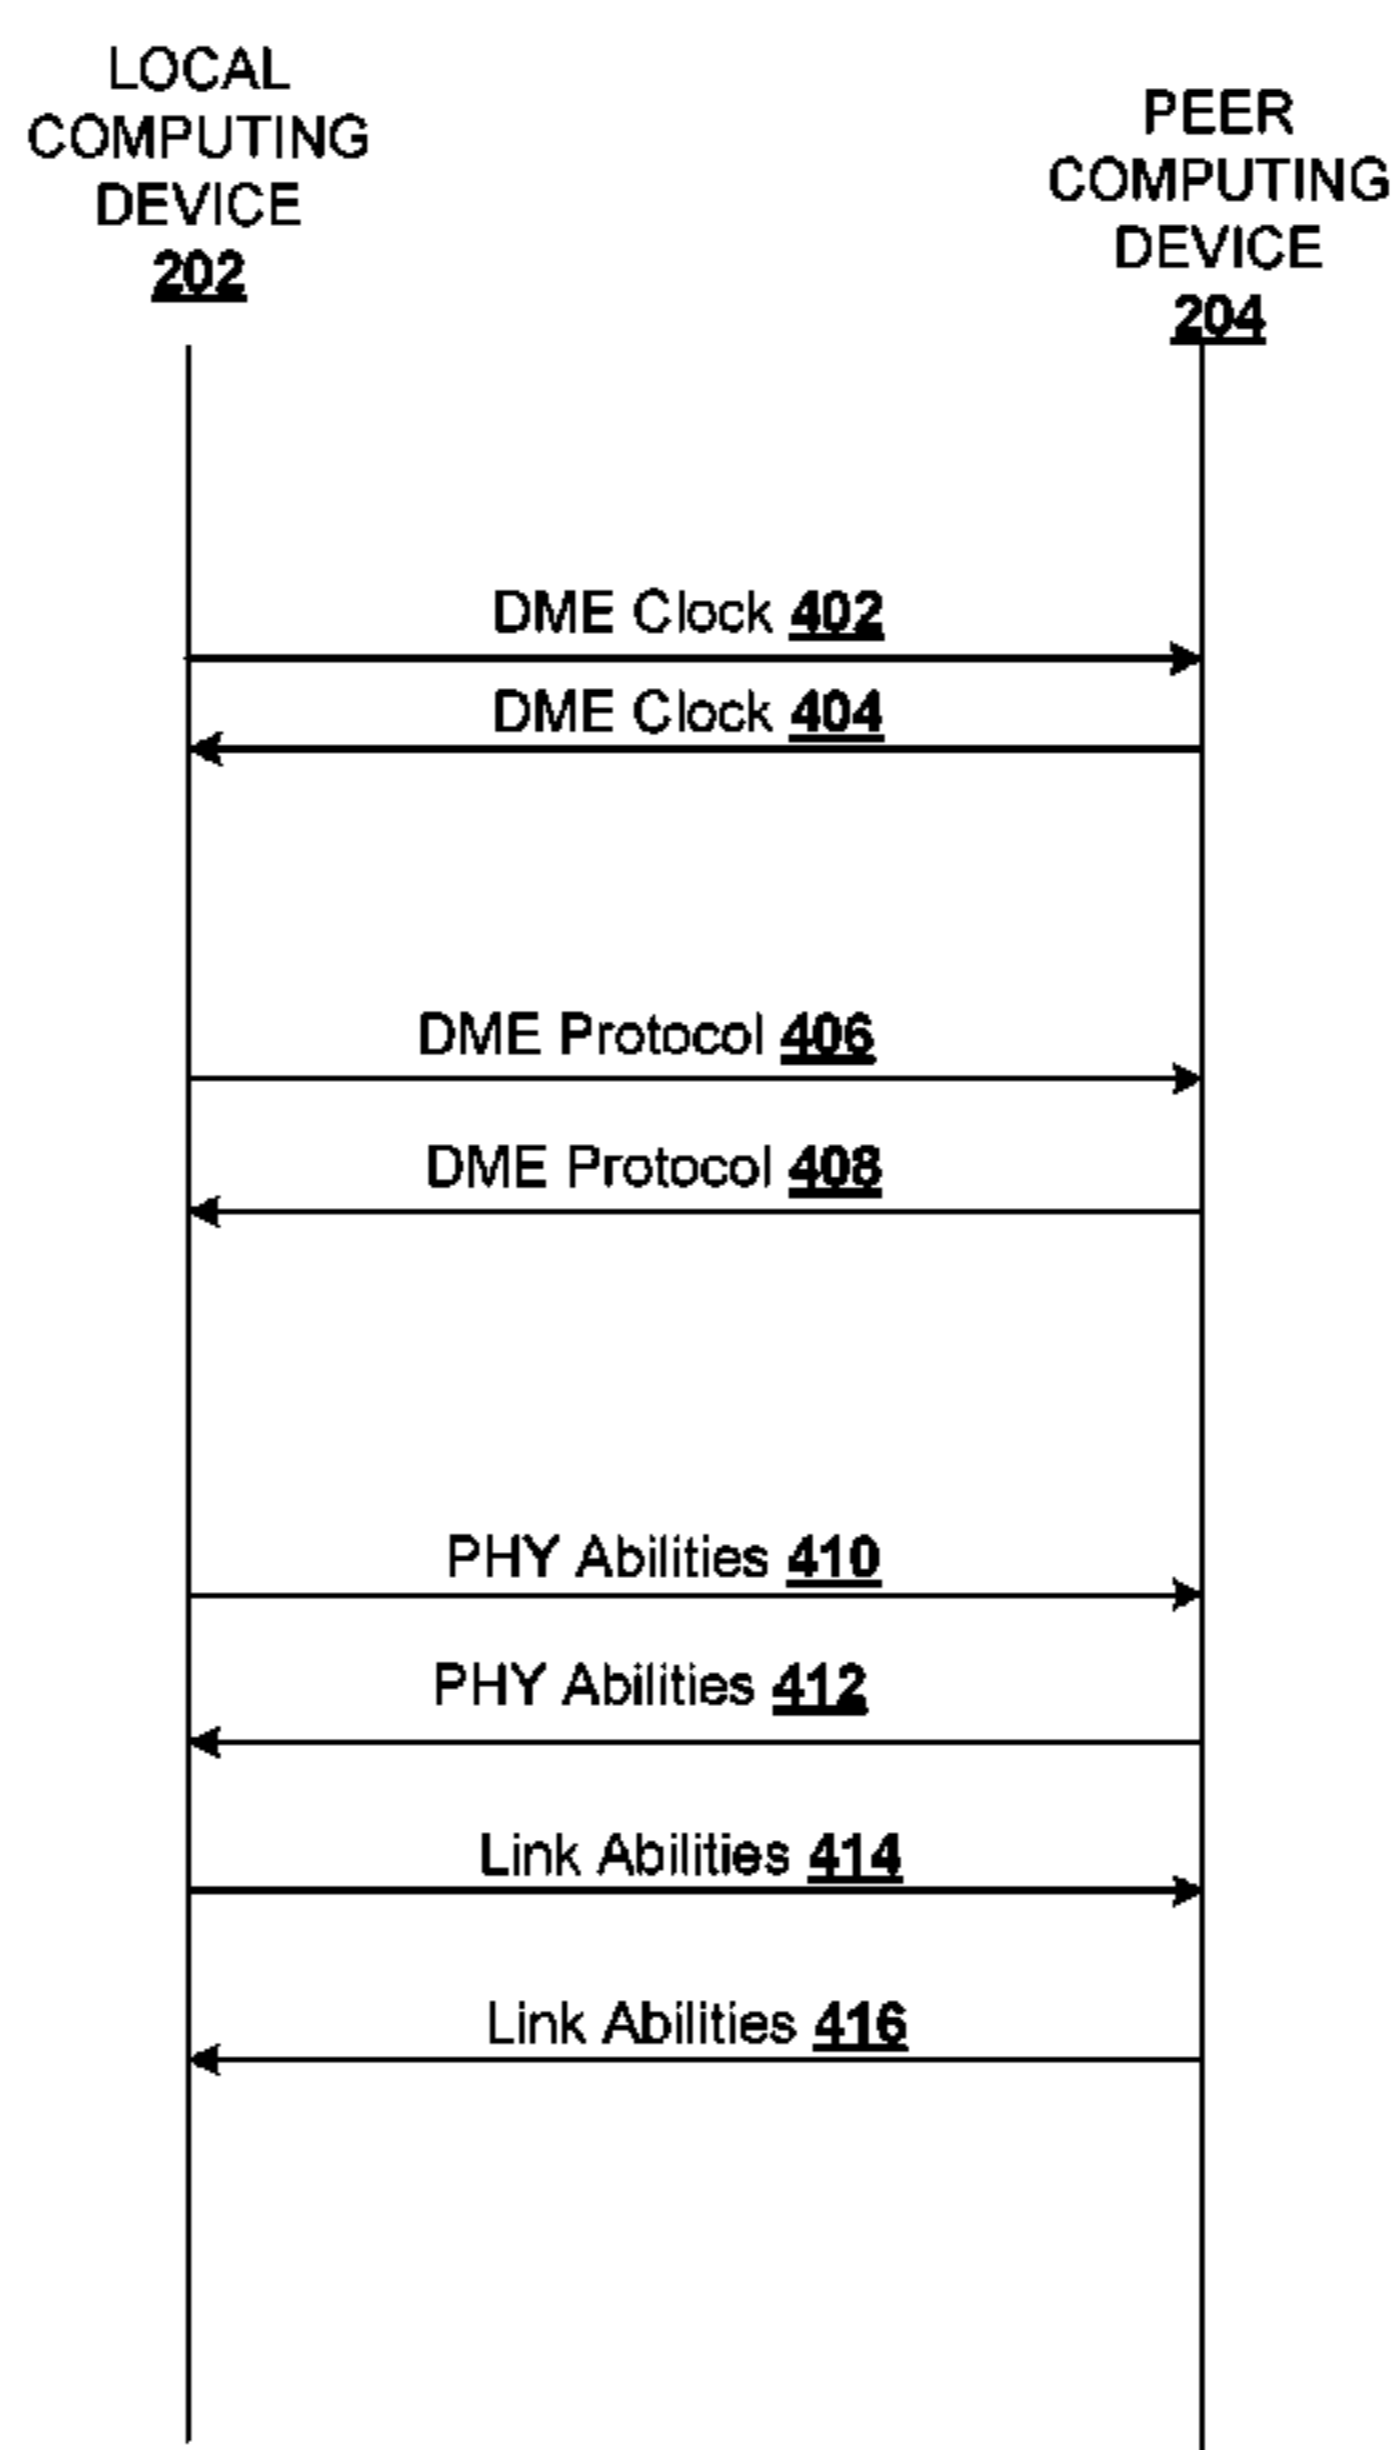 LOCAL
COMPUTING
DEVICE
202
PEER
COMPUTING
DEVICE
204
DME Clock 402
DME Clock 404
DME Protocol 406
DME Protocol 408
PHY Abilities 410
PHY Abilities 412
Link Abilities 414
Link Abilities 416